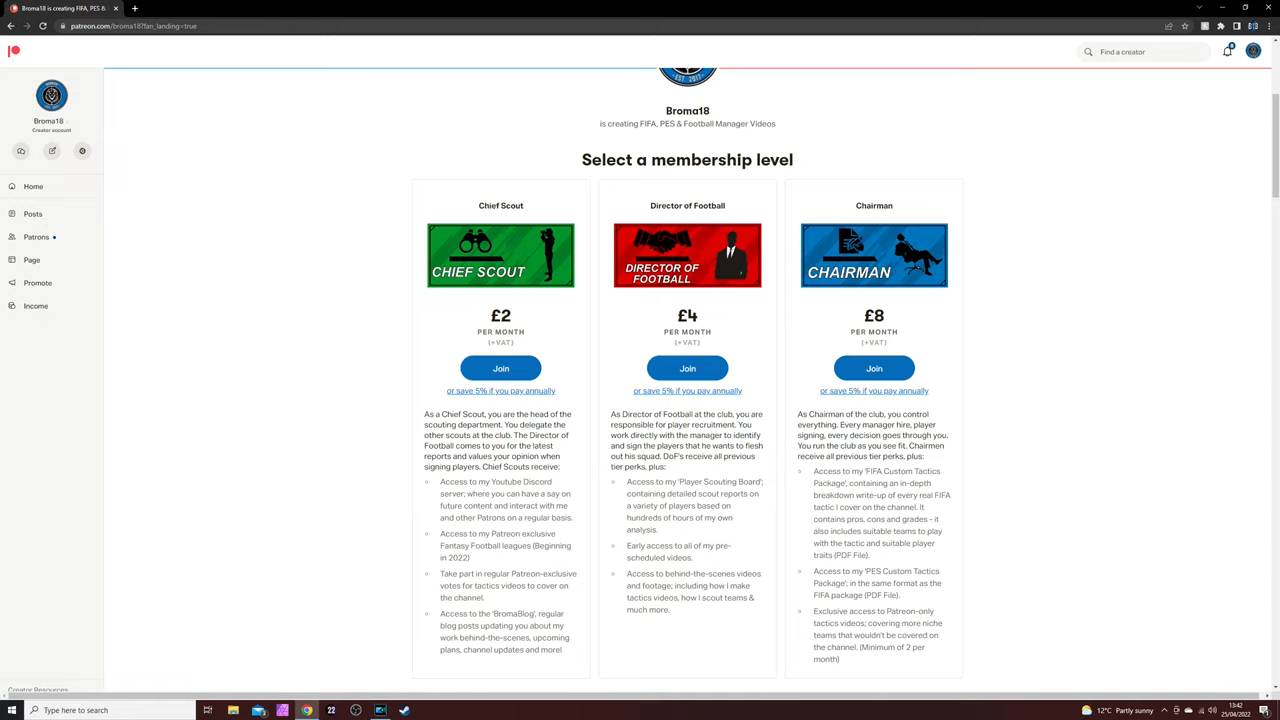 Broma18 is creating FIFA, PES &
patreon.com/broma18?fan_landing=true
Find a creator
8
EST 2017
Broma18
Creator account
Home
Posts
Patrons
Page
Promote
Income
Creator Resources
Broma18
is creating FIFA, PES & Football Manager Videos
Select a membership level
Chief Scout
CHIEF SCOUT
£2
PER MONTH
(+VAT)
Join
or save 5% if you pay annually
As a Chief Scout, you are the head of the
scouting department. You delegate the
other scouts at the club. The Director of
Football comes to you for the latest
reports and values your opinion when
signing players. Chief Scouts receive:
Access to my Youtube Discord
server; where you can have a say on
future content and interact with me
and other Patrons on a regular basis.
Access to my Patreon exclusive
Fantasy Football leagues (Beginning
in 2022)
Take part in regular Patreon-exclusive
votes for tactics videos to cover on
the channel.
Access to the 'BromaBlog', regular
blog posts updating you about my
work behind-the-scenes, upcoming
plans, channel updates and more!
Director of Football
DIRECTOR OF
FOOTBALL
£4
PER MONTH
(+VAT)
Join
or save 5% if you pay annually
As Director of Football at the club, you are
responsible for player recruitment. You
work directly with the manager to identify
and sign the players that he wants to flesh
out his squad. DoF's receive all previous
tier perks, plus:
Access to my 'Player Scouting Board';
containing detailed scout reports on
a variety of players based on
hundreds of hours of my own
analysis.
Early access to all of my pre-
scheduled videos.
Access to behind-the-scenes videos
and footage; including how I make
tactics videos, how I scout teams &
much more.
Chairman
CHAIRMAN
£8
PER MONTH
(+VAT)
Join
or save 5% if you pay annually
As Chairman of the club, you control
everything. Every manager hire, player
signing, every decision goes through you.
You run the club as you see fit. Chairmen
receive all previous tier perks, plus:
Access to my 'FIFA Custom Tactics
Package', containing an in-depth
breakdown write-up of every real FIFA
tactic I cover on the channel. It
contains pros, cons and grades - it
also includes suitable teams to play
with the tactic and suitable player
traits (PDF File).
Access to my 'PES Custom Tactics
Package'; in the same format as the
FIFA package (PDF File).
Exclusive access to Patreon-only
tactics videos; covering more niche
teams that wouldn't be covered on
the channel. (Minimum of 2 per
month)
Type here to search
22
12°C Partly sunny
13:42
25/04/2022